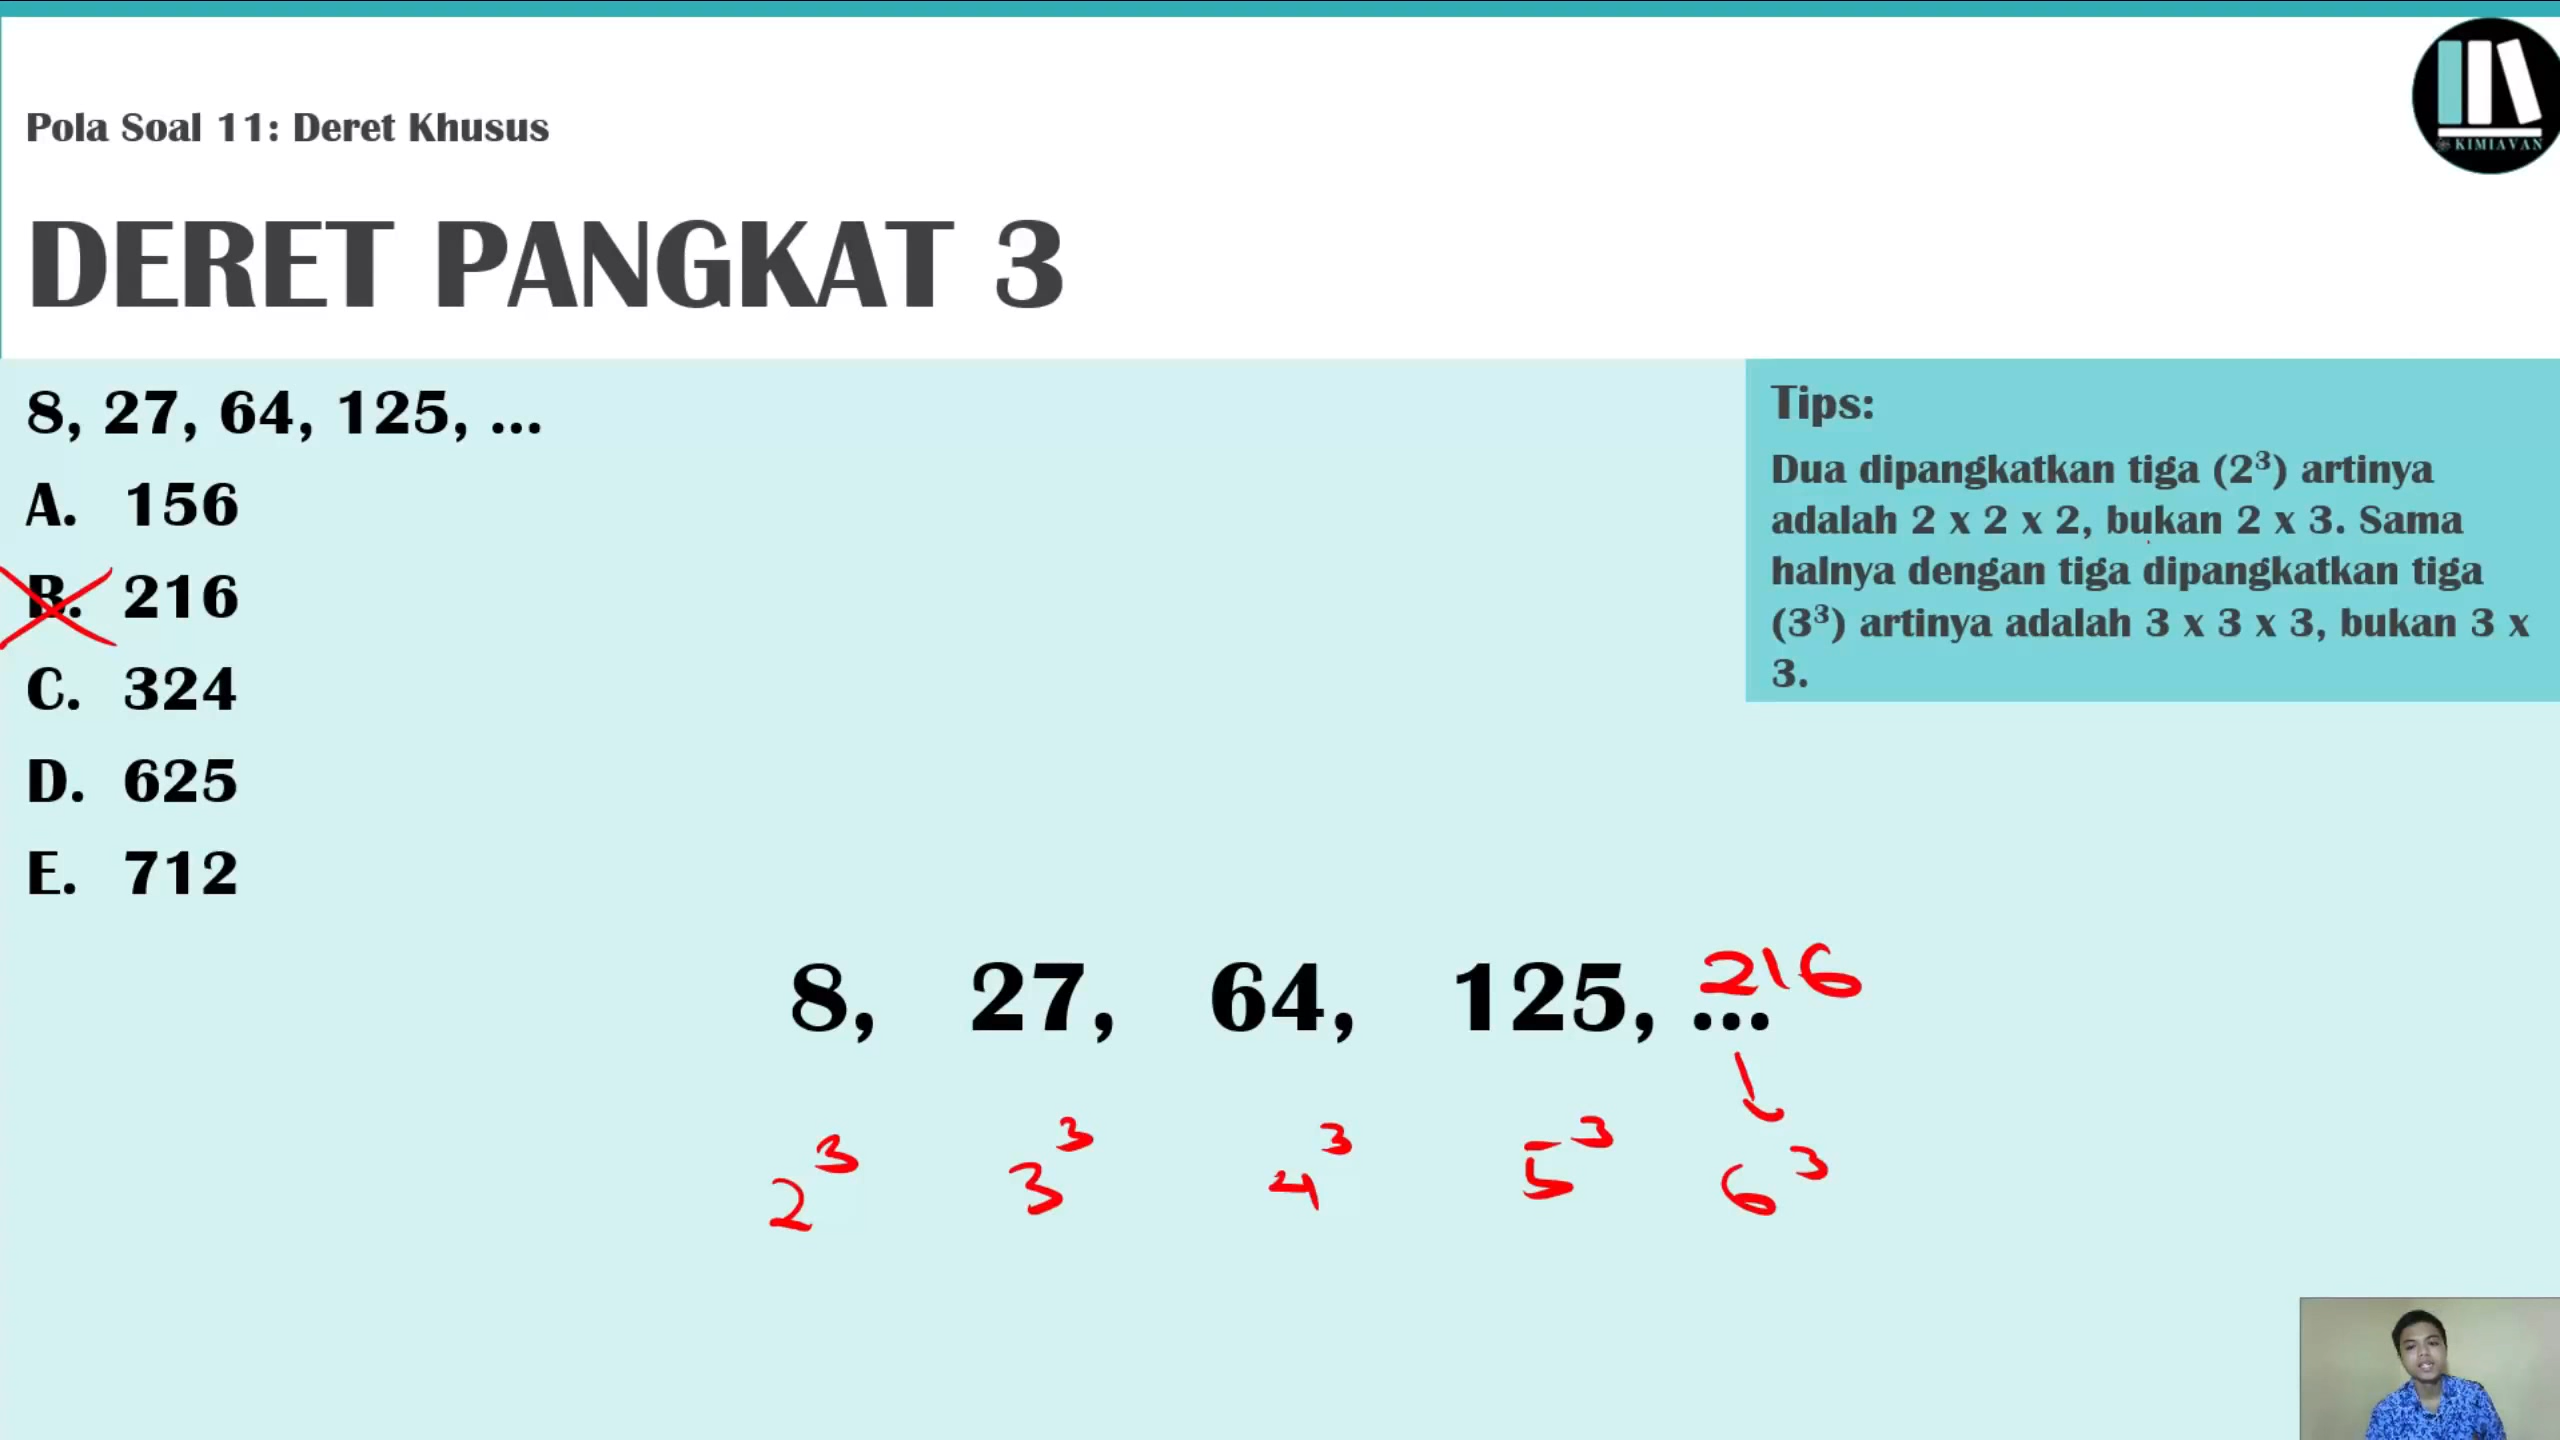 KIMIAVAN
Pola Soal 11: Deret Khusus
DERET PANGKAT 3
8, 27, 64, 125, ...
A. 156
B. 216
C. 324
D. 625
E. 712
Tips:
Dua dipangkatkan tiga (2³) artinya
adalah 2 x 2 x 2, bukan 2 x 3. Sama
halnya dengan tiga dipangkatkan tiga
(3³) artinya adalah 3 x 3 x 3, bukan 3 x
3.
8, 27, 64, 125, ... 216
2³ 3³ 4³ 5³ 6³